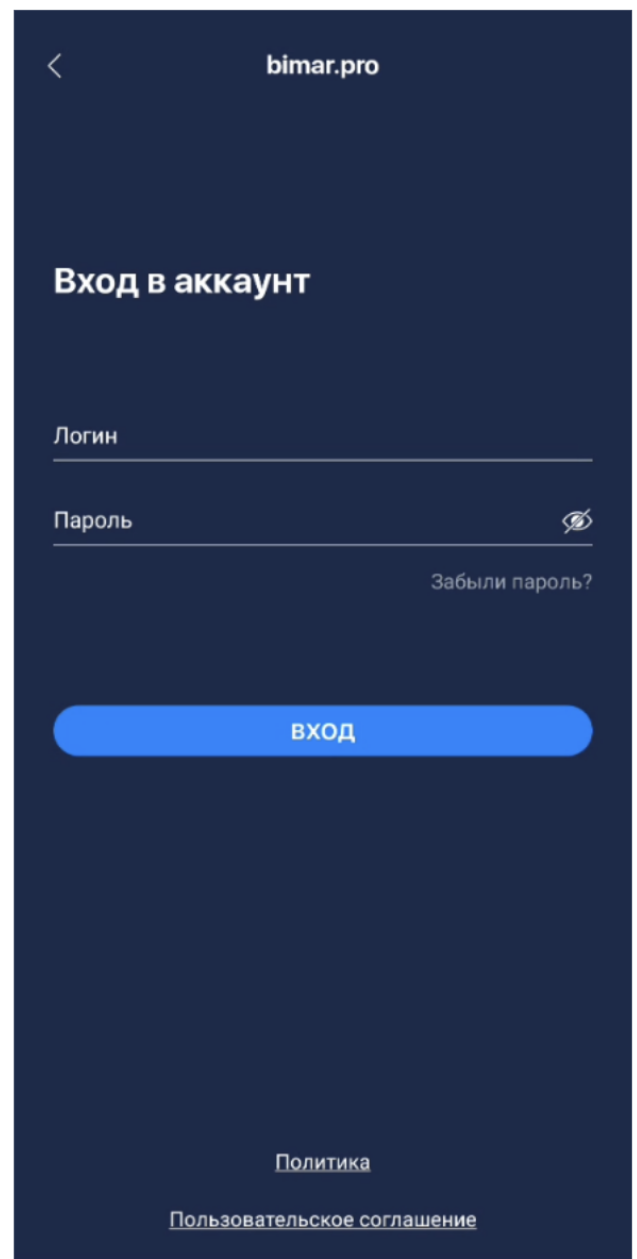 bimar.pro
Вход в аккаунт
Логин
Пароль
Забыли пароль?
ВХОД
Политика
Пользовательское соглашение